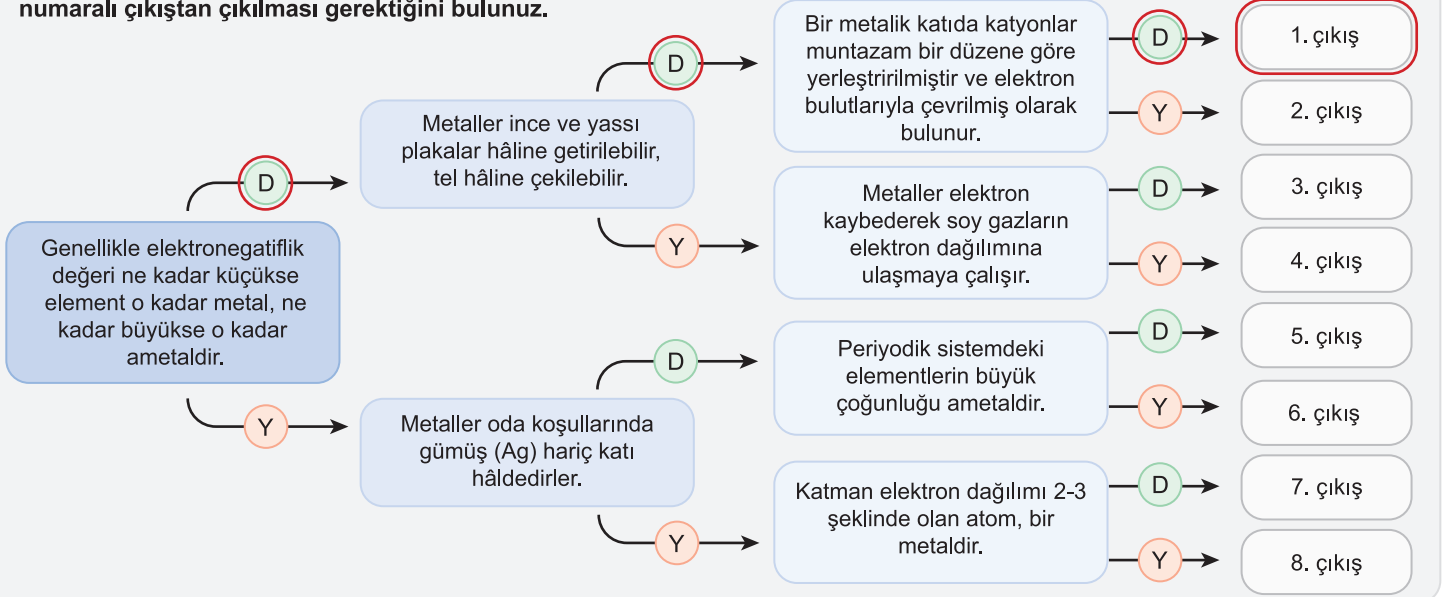 numaralı çıkıştan çıkılması gerektiğini bulunuz.
Genellikle elektronegatiflik
değeri ne kadar küçükse
element o kadar metal, ne
kadar büyükse o kadar
ametaldir.
D
Y
Metaller ince ve yassı
plakalar hâline getirilebilir,
tel hâline çekilebilir.
D
Y
Metaller oda koşullarında
gümüş (Ag) hariç katı
hâldedirler.
D
Y
Bir metalik katıda katyonlar
muntazam bir düzene göre
yerleştririlmiştir ve elektron
bulutlarıyla çevrilmiş olarak
bulunur.
D
1. çıkış
Y
2. çıkış
Metaller elektron
kaybederek soy gazların
elektron dağılımına
ulaşmaya çalışır.
D
3. çıkış
Y
4. çıkış
Periyodik sistemdeki
elementlerin büyük
çoğunluğu ametaldir.
D
5. çıkış
Y
6. çıkış
Katman elektron dağılımı 2-3
şeklinde olan atom, bir
metaldir.
D
7. çıkış
Y
8. çıkış